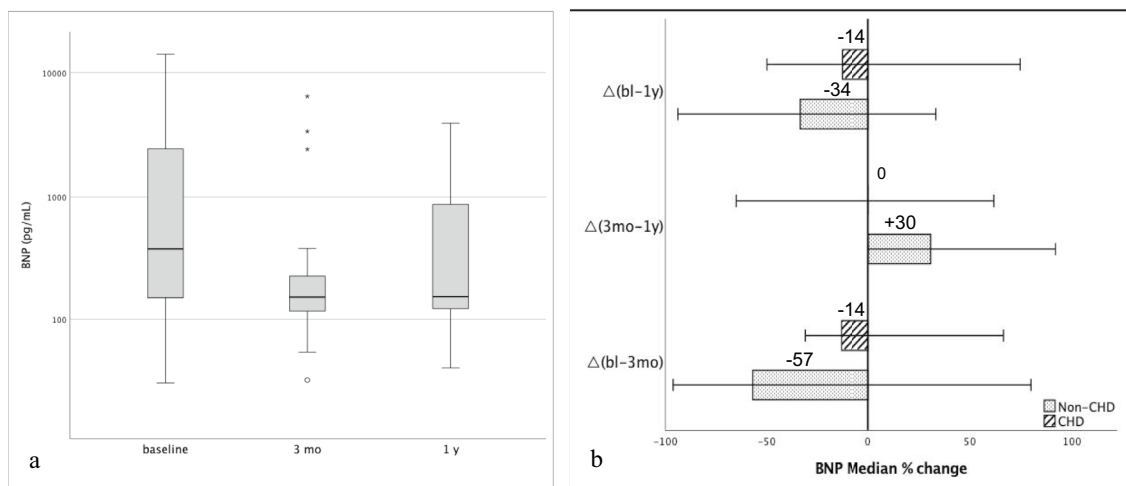 10000
1000
100
BNP (pg/mL)
baseline
3 mo
1 y
a
-14
△(bl-1y)
-34
0
△(3mo-1y)
+30
-14
△(bl-3mo)
-57
Non-CHD
CHD
-100
-50
0
50
100
BNP Median % change
b